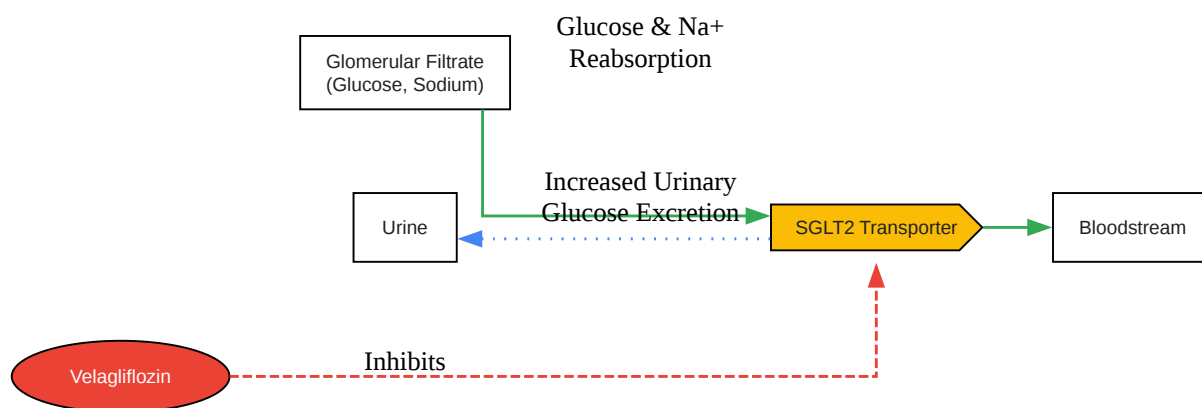 Glucose & Na+
Reabsorption
Glomerular Filtrate
(Glucose, Sodium)
Increased Urinary
Glucose Excretion
Urine
SGLT2 Transporter
Bloodstream
Inhibits
Velagliflozin